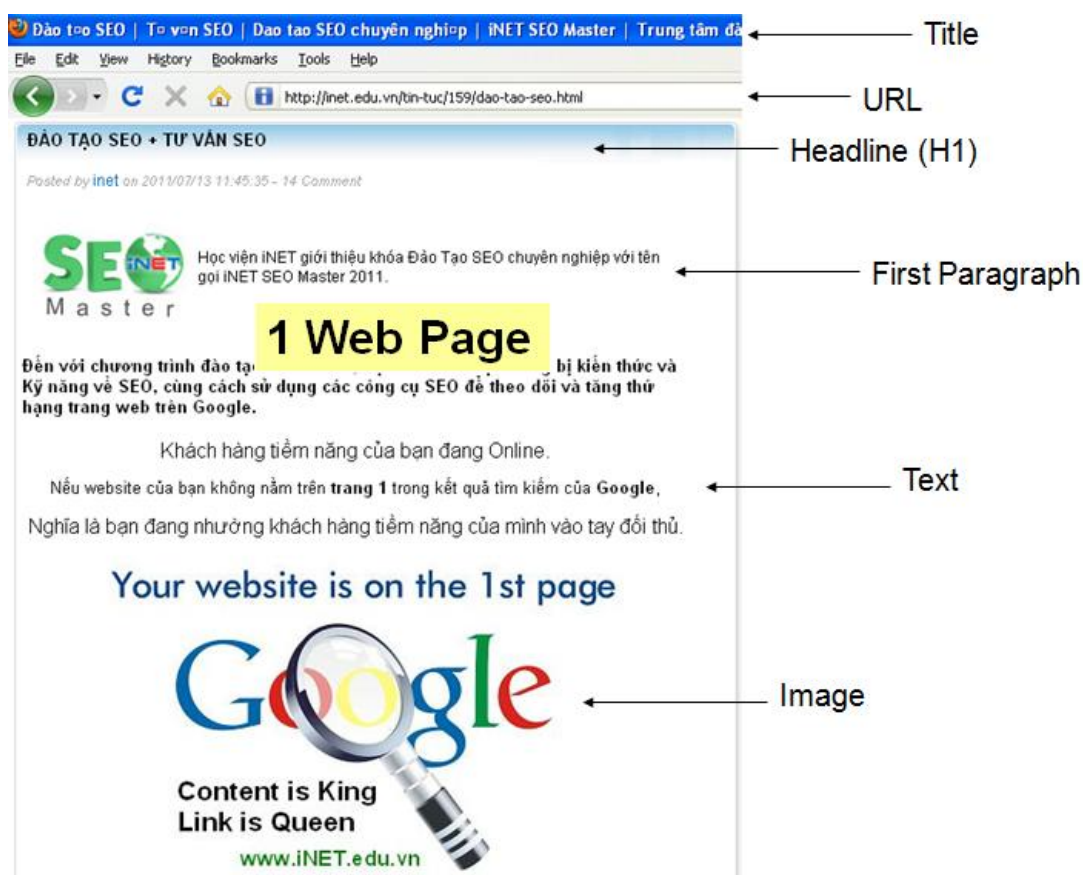 Đào t¤o SEO | T¤ v¤n SEO | Dao tao SEO chuyên nghi¤p | iNET SEO Master | Trung tâm đà
Title
File Edit View History Bookmarks Tools Help
http://inet.edu.vn/tin-tuc/159/dao-tao-seo.html
URL
ĐÀO TẠO SEO + TƯ VẤN SEO
Headline (H1)
Posted by inet on 2011/07/13 11:45:35 - 14 Comment
SEO iNET
Master
Học viện iNET giới thiệu khóa Đào Tạo SEO chuyên nghiệp với tên
gọi iNET SEO Master 2011.
First Paragraph
1 Web Page
Đến với chương trình đào bị kiến thức và
Kỹ năng về SEO, cùng cách sử dụng các công cụ SEO để theo dõi và tăng thứ
hạng trang web trên Google.
Khách hàng tiềm năng của bạn đang Online.
Nếu website của bạn không nằm trên trang 1 trong kết quả tìm kiếm của Google,
Text
Nghĩa là bạn đang nhường khách hàng tiềm năng của mình vào tay đối thủ.
Your website is on the 1st page
Google
Image
Content is King
Link is Queen
www.iNET.edu.vn